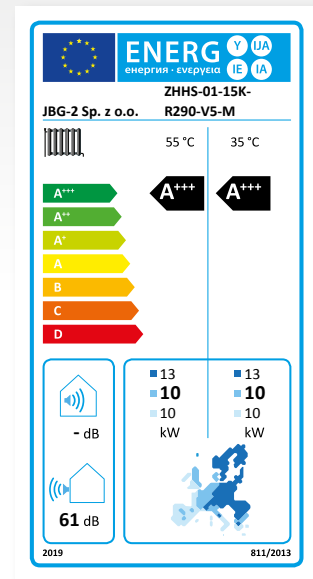 ENERG Y IJA
енергия · ενεργεια IE IA
ZHHS-01-15K-
JBG-2 Sp. z o.o. R290-V5-M
55 °C 35 °C
A+++ A+++ A+++
A++
A+
A
B
C
D
13 13
10 10
10 10
- dB kW kW
61 dB
2019 811/2013